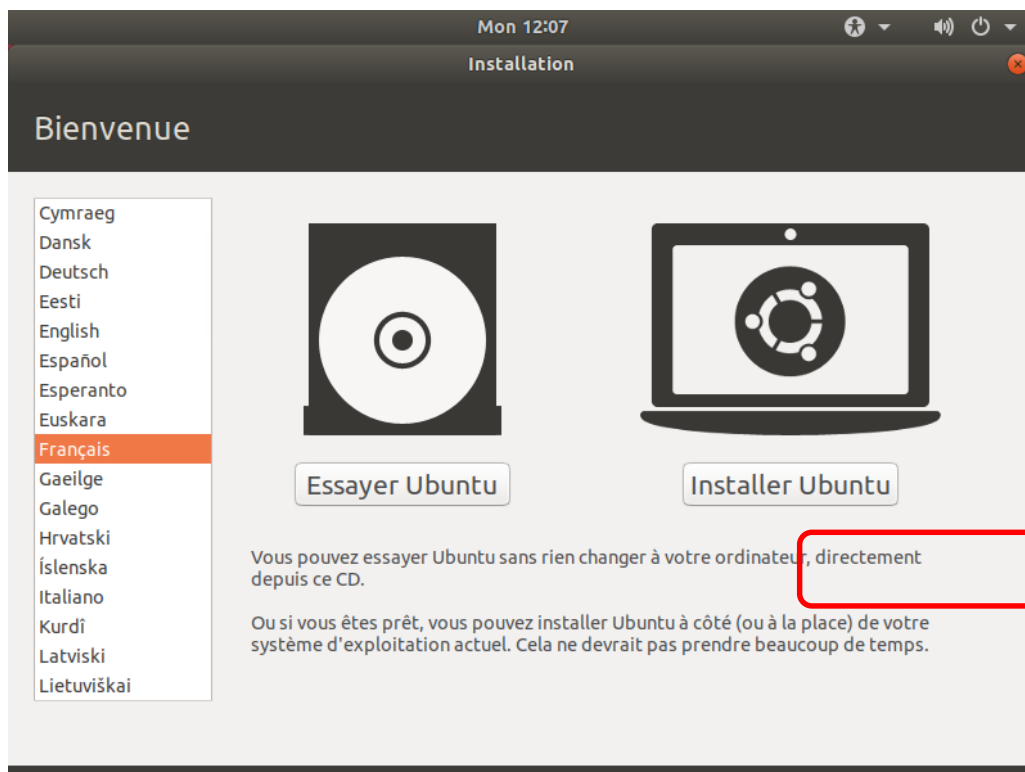 Mon 12:07
Installation
Bienvenue
Cymraeg
Dansk
Deutsch
Eesti
English
Español
Esperanto
Euskara
Français
Gaeilge
Galego
Hrvatski
Íslenska
Italiano
Kurdî
Latviski
Lietuviškai
Essayer Ubuntu
Installer Ubuntu
Vous pouvez essayer Ubuntu sans rien changer à votre ordinateur, directement
depuis ce CD.
Ou si vous êtes prêt, vous pouvez installer Ubuntu à côté (ou à la place) de votre
système d'exploitation actuel. Cela ne devrait pas prendre beaucoup de temps.